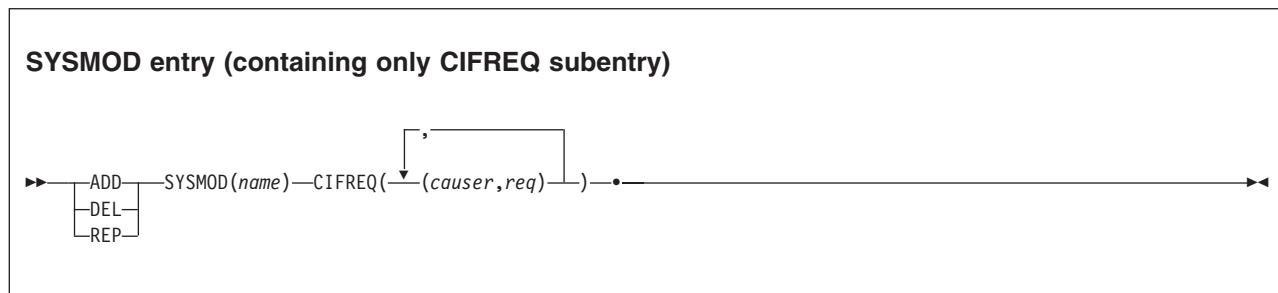 SYSMOD entry (containing only CIFREQ subentry)
,
ADD SYSMOD(name) CIFREQ( (causer,req) )
DEL
REP